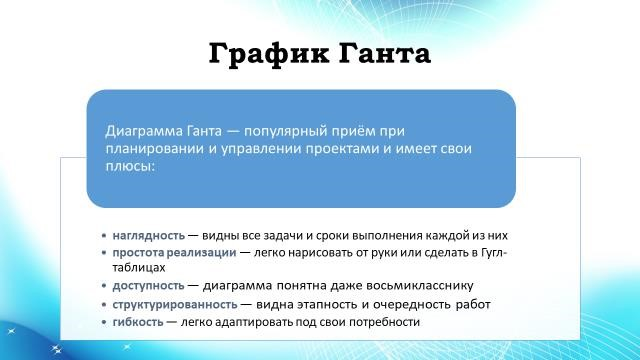 График Ганта
Диаграмма Ганта — популярный приём при
планировании и управлении проектами и имеет свои
плюсы:
• наглядность — видны все задачи и сроки выполнения каждой из них
• простота реализации — легко нарисовать от руки или сделать в Гугл-
таблицах
• доступность — диаграмма понятна даже восьмикласснику
• структурированность — видна этапность и очередность работ
• гибкость — легко адаптировать под свои потребности